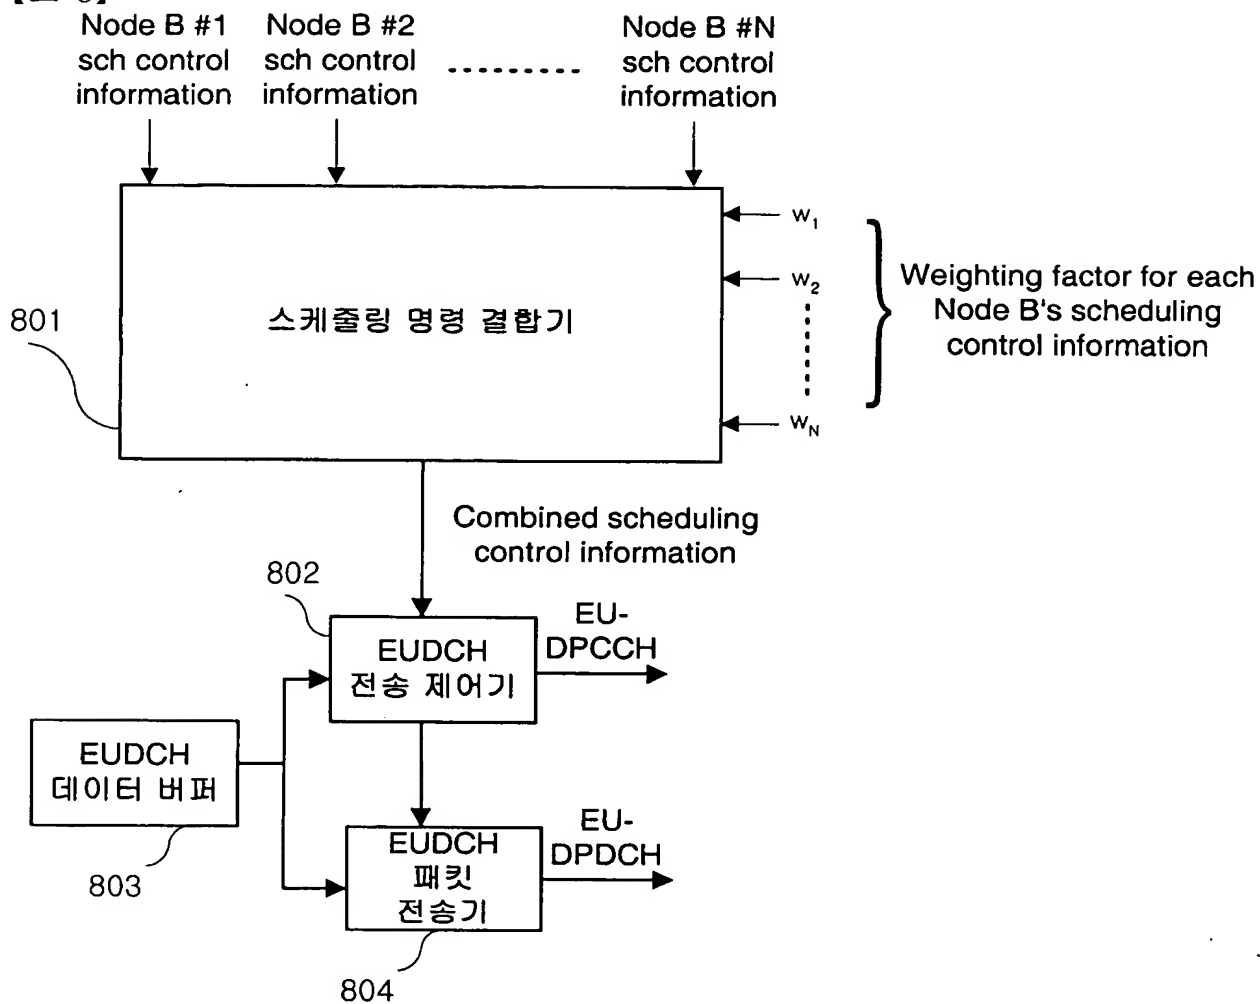 Node B #1
sch control
information
Node B #2
sch control
information
Node B #N
sch control
information
w1
w2
wN
Weighting factor for each
Node B's scheduling
control information
801
스케줄링 명령 결합기
Combined scheduling
control information
802
EUDCH
전송 제어기
EU-
DPCCH
EUDCH
데이터 버퍼
803
EUDCH
패킷
전송기
EU-
DPDCH
804